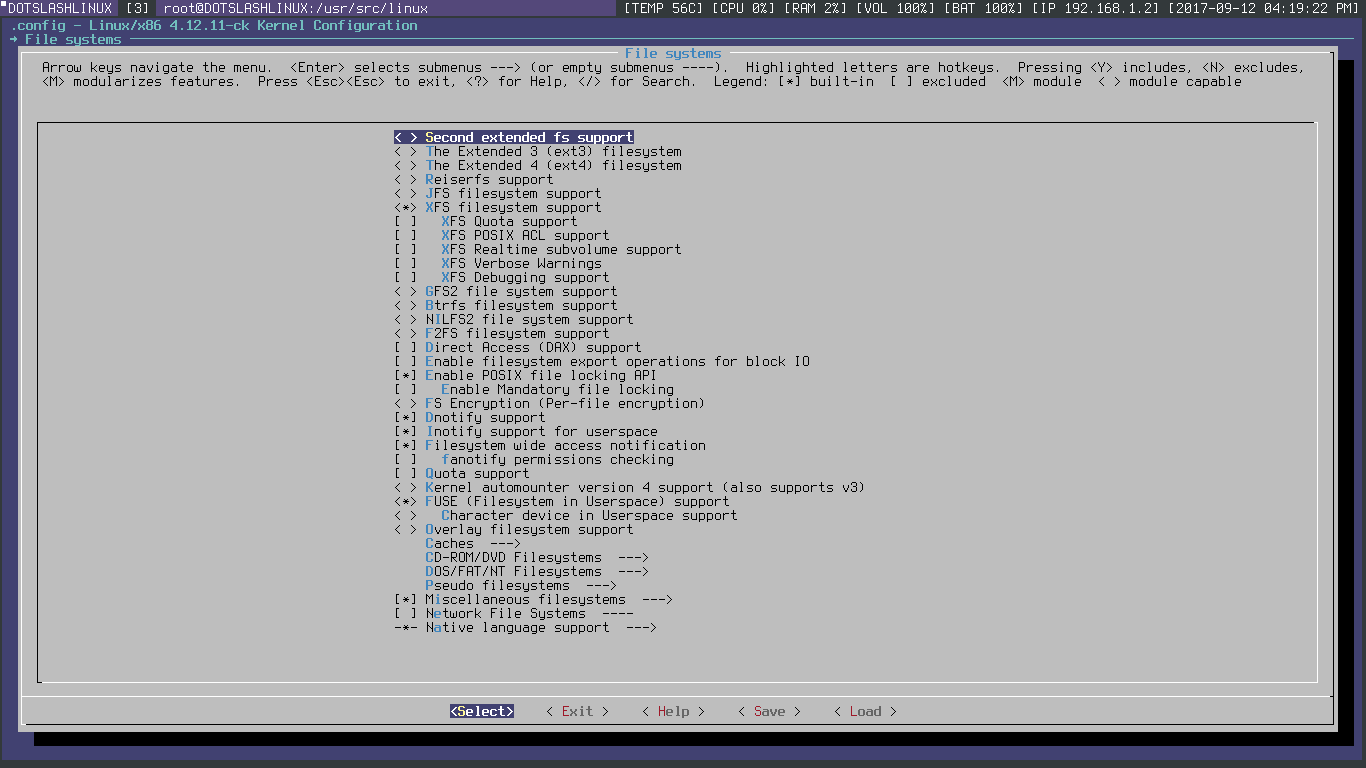 DOTSLASHLINUX [3] root@DOTSLASHLINUX:/usr/src/linux [TEMP 56C] [CPU 0%] [RAM 2%] [VOL 100%] [BAT 100%] [IP 192.168.1.2] [2017-09-12 04:19:22 PM]
.config - Linux/x86 4.12.11-ck Kernel Configuration
→ File systems
File systems
Arrow keys navigate the menu.  <Enter> selects submenus ---> (or empty submenus ----).  Highlighted letters are hotkeys.  Pressing <Y> includes, <N> excludes,
<M> modularizes features.  Press <Esc><Esc> to exit, <?> for Help, </> for Search.  Legend: [*] built-in  [ ] excluded  <M> module  < > module capable
< > Second extended fs support
< > The Extended 3 (ext3) filesystem
< > The Extended 4 (ext4) filesystem
< > Reiserfs support
< > JFS filesystem support
<*> XFS filesystem support
[ ]   XFS Quota support
[ ]   XFS POSIX ACL support
[ ]   XFS Realtime subvolume support
[ ]   XFS Verbose Warnings
[ ]   XFS Debugging support
< > GFS2 file system support
< > Btrfs filesystem support
< > NILFS2 file system support
< > F2FS filesystem support
[ ] Direct Access (DAX) support
[ ] Enable filesystem export operations for block IO
[*] Enable POSIX file locking API
[ ]   Enable Mandatory file locking
< > FS Encryption (Per-file encryption)
[*] Dnotify support
[*] Inotify support for userspace
[*] Filesystem wide access notification
[ ]   fanotify permissions checking
[ ] Quota support
< > Kernel automounter version 4 support (also supports v3)
<*> FUSE (Filesystem in Userspace) support
< >   Character device in Userspace support
< > Overlay filesystem support
Caches  --->
CD-ROM/DVD Filesystems  --->
DOS/FAT/NT Filesystems  --->
Pseudo filesystems  --->
[*] Miscellaneous filesystems  --->
[ ] Network File Systems  ----
-*- Native language support  --->
<Select>    < Exit >    < Help >    < Save >    < Load >